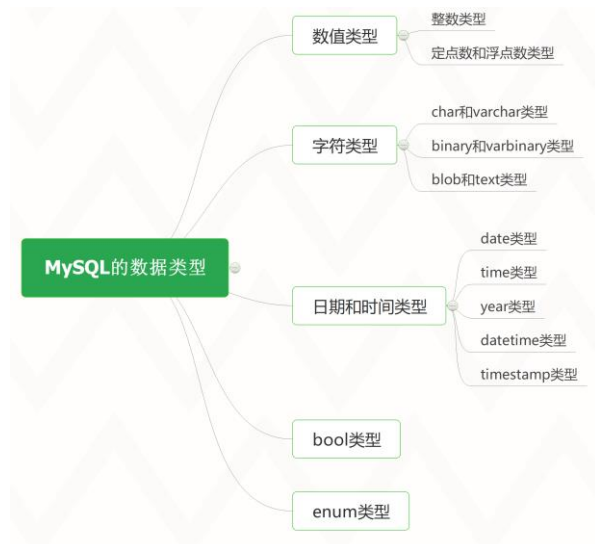 MySQL的数据类型
数值类型
整数类型
定点数和浮点数类型
字符类型
char和varchar类型
binary和varbinary类型
blob和text类型
日期和时间类型
date类型
time类型
year类型
datetime类型
timestamp类型
bool类型
enum类型